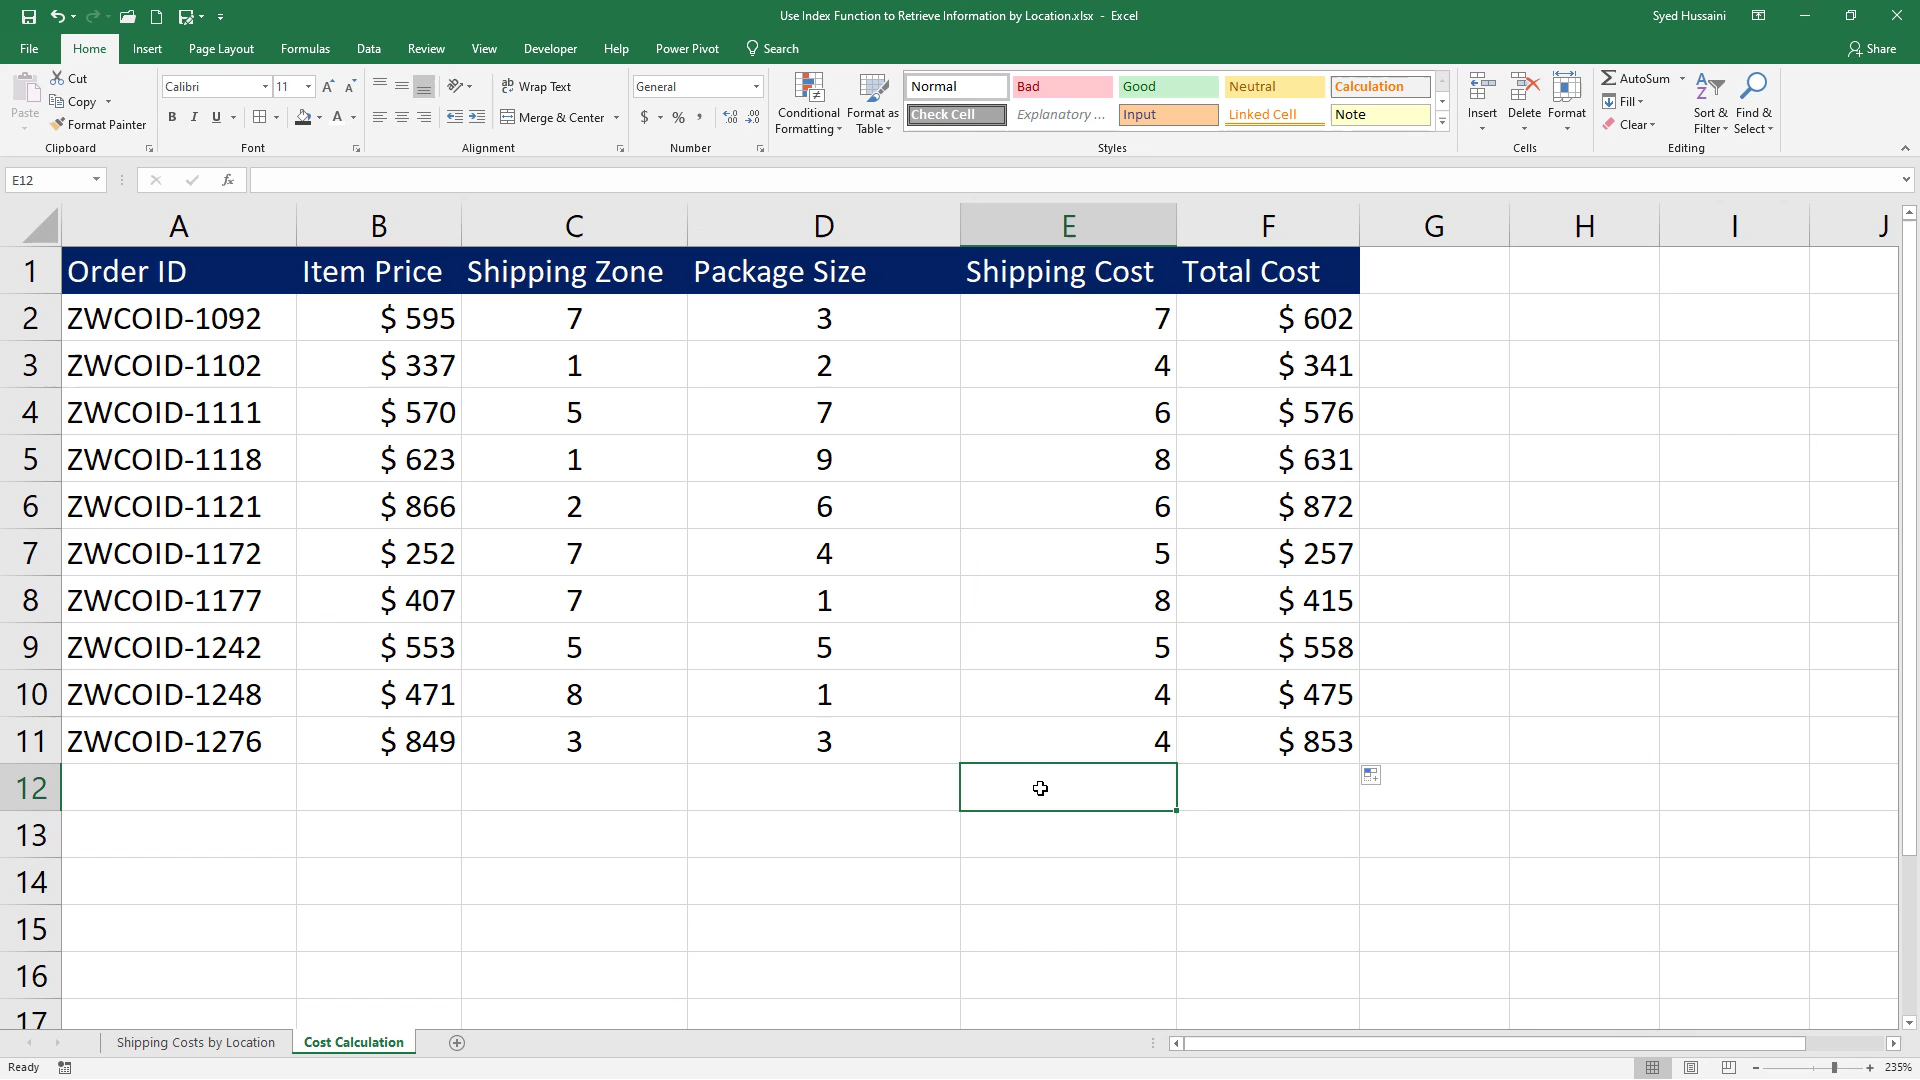 Use Index Function to Retrieve Information by Location.xlsx - Excel
Syed Hussaini
File Home Insert Page Layout Formulas Data Review View Developer Help Power Pivot Search Share
Paste
Cut
Copy
Format Painter
Clipboard
Calibri 11
B I U
Font
Wrap Text
Merge & Center
Alignment
General
$ % ,
Number
Conditional Formatting
Format as Table
Normal Bad Good Neutral Calculation
Check Cell Explanatory ... Input Linked Cell Note
Styles
Insert Delete Format
Cells
AutoSum
Fill
Clear
Sort & Filter
Find & Select
Editing
E12 fx
A B C D E F G H I J
1 Order ID Item Price Shipping Zone Package Size Shipping Cost Total Cost
2 ZWCOID-1092 $ 595 7 3 7 $ 602
3 ZWCOID-1102 $ 337 1 2 4 $ 341
4 ZWCOID-1111 $ 570 5 7 6 $ 576
5 ZWCOID-1118 $ 623 1 9 8 $ 631
6 ZWCOID-1121 $ 866 2 6 6 $ 872
7 ZWCOID-1172 $ 252 7 4 5 $ 257
8 ZWCOID-1177 $ 407 7 1 8 $ 415
9 ZWCOID-1242 $ 553 5 5 5 $ 558
10 ZWCOID-1248 $ 471 8 1 4 $ 475
11 ZWCOID-1276 $ 849 3 3 4 $ 853
12
13
14
15
16
17
Shipping Costs by Location Cost Calculation
Ready 235%